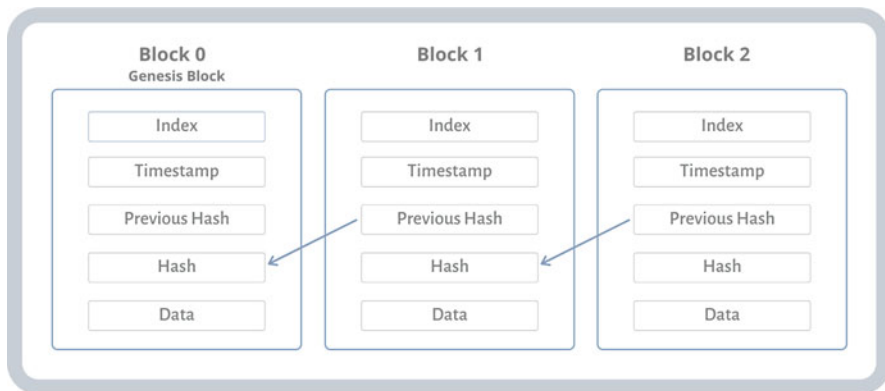 Block 0
Genesis Block
Index
Timestamp
Previous Hash
Hash
Data
Block 1
Index
Timestamp
Previous Hash
Hash
Data
Block 2
Index
Timestamp
Previous Hash
Hash
Data